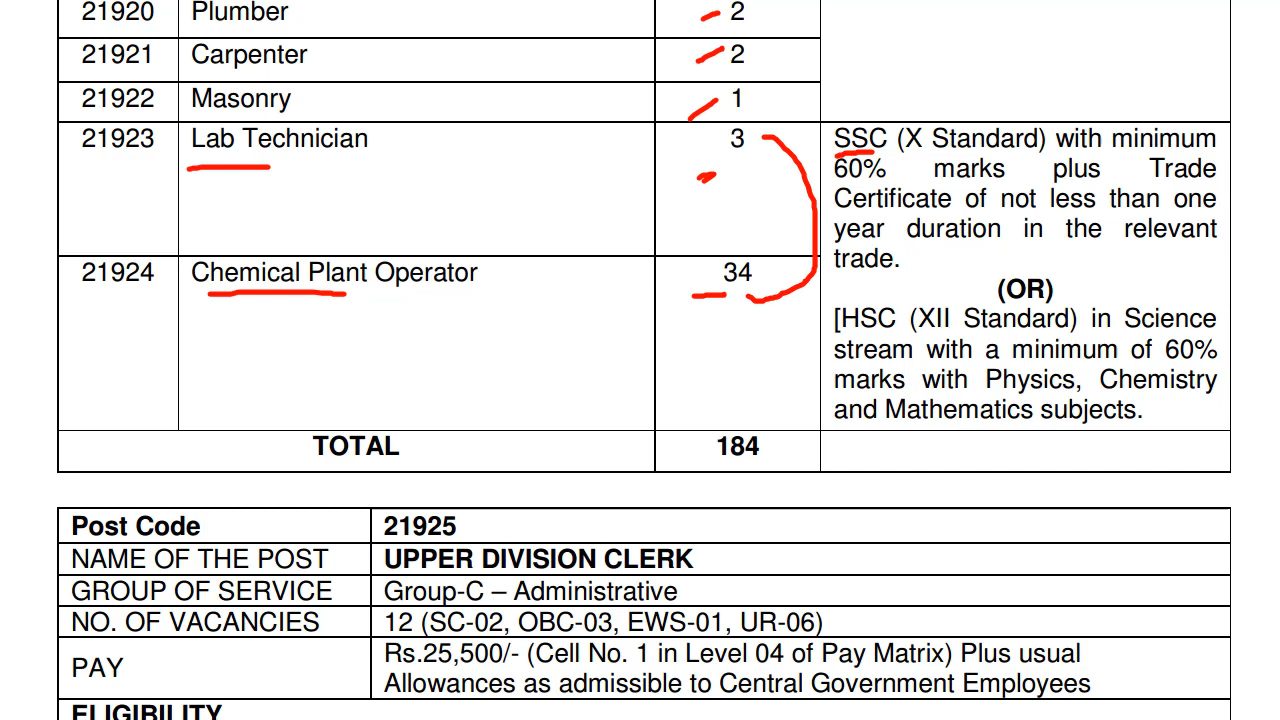 21920 Plumber 2
21921 Carpenter 2
21922 Masonry 1
21923 Lab Technician 3
SSC (X Standard) with minimum
60% marks plus Trade
Certificate of not less than one
year duration in the relevant
trade.
21924 Chemical Plant Operator 34
(OR)
[HSC (XII Standard) in Science
stream with a minimum of 60%
marks with Physics, Chemistry
and Mathematics subjects.
TOTAL 184
Post Code 21925
NAME OF THE POST UPPER DIVISION CLERK
GROUP OF SERVICE Group-C – Administrative
NO. OF VACANCIES 12 (SC-02, OBC-03, EWS-01, UR-06)
PAY Rs.25,500/- (Cell No. 1 in Level 04 of Pay Matrix) Plus usual
Allowances as admissible to Central Government Employees
ELIGIBILITY